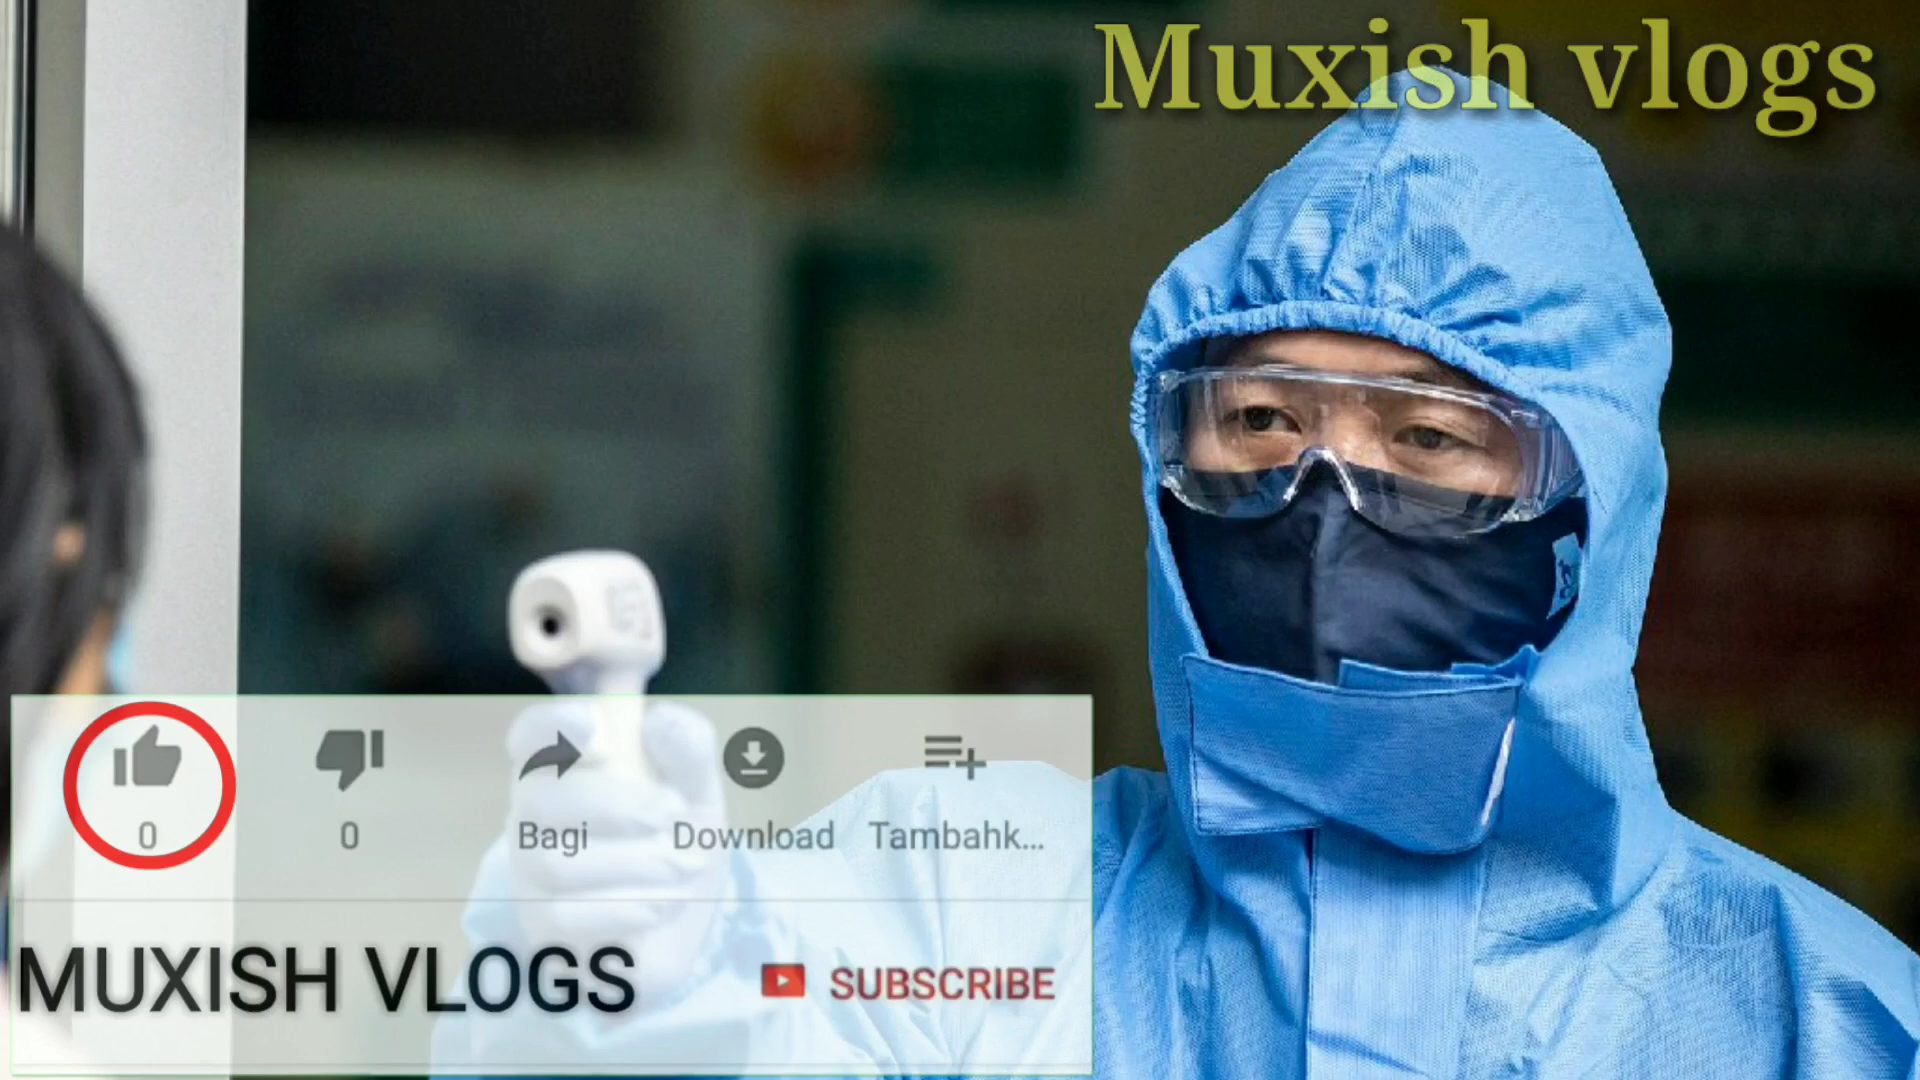 Muxish vlogs
0
0
Bagi
Download
Tambahk...
MUXISH VLOGS
SUBSCRIBE